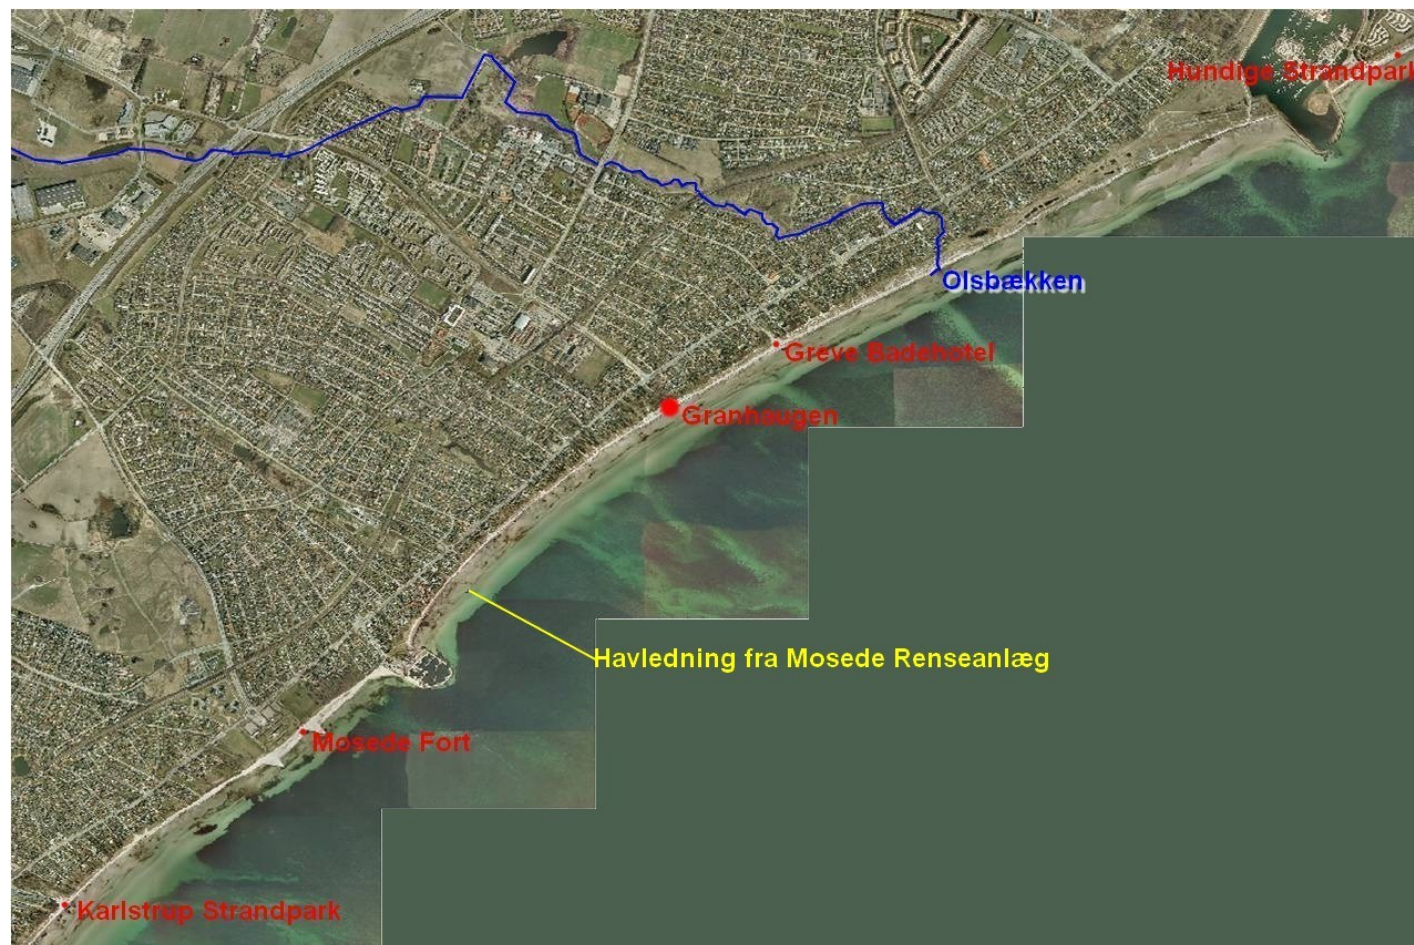 Hundige Strandpark
Olsbækken
Greve Badehotel
Granhaugen
Havledning fra Mosede Renseanlæg
Mosede Fort
Karlstrup Strandpark